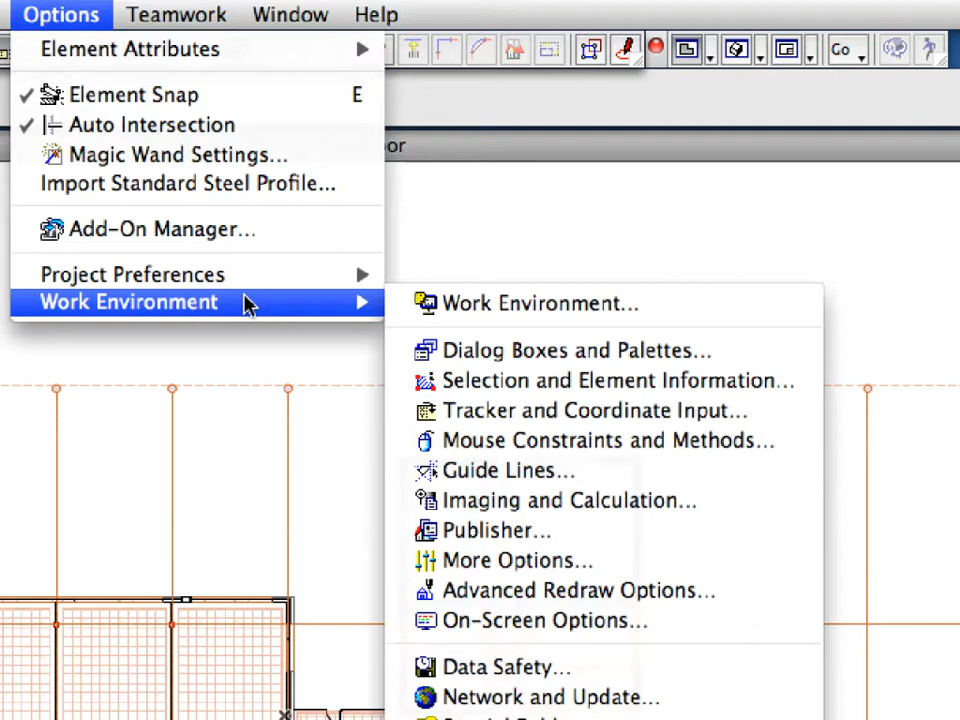 Options Teamwork Window Help
Element Attributes
Element Snap E
Auto Intersection
Magic Wand Settings...
Import Standard Steel Profile...
Add-On Manager...
Project Preferences
Work Environment
Go
oor
Work Environment...
Dialog Boxes and Palettes...
Selection and Element Information...
Tracker and Coordinate Input...
Mouse Constraints and Methods...
Guide Lines...
Imaging and Calculation...
Publisher...
More Options...
Advanced Redraw Options...
On-Screen Options...
Data Safety...
Network and Update...